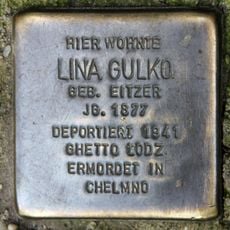 HIER WOHNTE
LINA GULKO
GEB. EITZER
JG. 1877
DEPORTIERT 1941
GHETTO ŁODZ
ERMORDET IN
CHELMNO